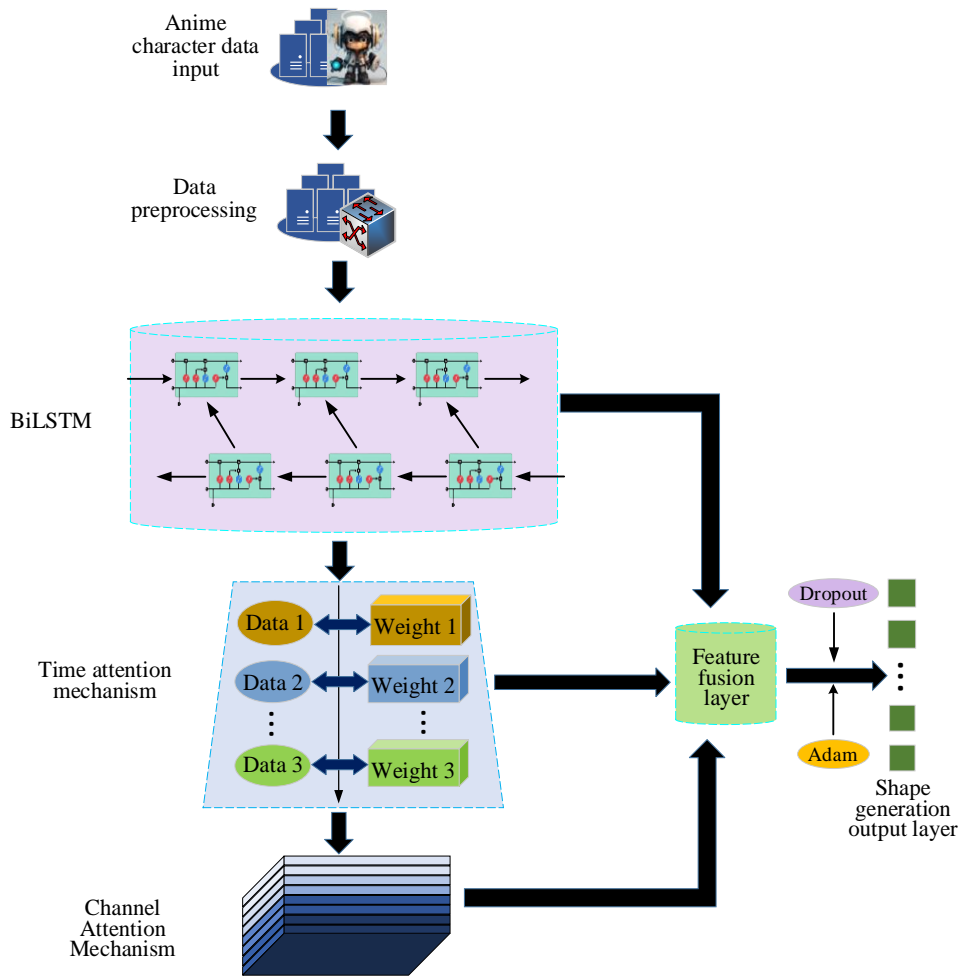 Anime
character data
input
Data
preprocessing
BiLSTM
Time attention
mechanism
Data 1
Weight 1
Data 2
Weight 2
Data 3
Weight 3
Channel
Attention
Mechanism
Feature
fusion
layer
Dropout
Adam
Shape
generation
output layer